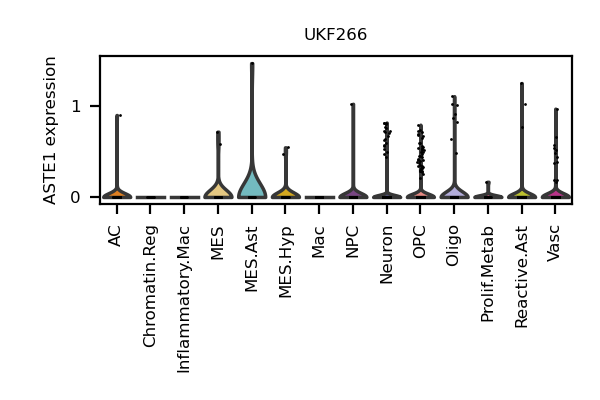 UKF266
ASTE1 expression
1
0
AC
Chromatin.Reg
Inflammatory.Mac
MES
MES.Ast
MES.Hyp
Mac
NPC
Neuron
OPC
Oligo
Prolif.Metab
Reactive.Ast
Vasc